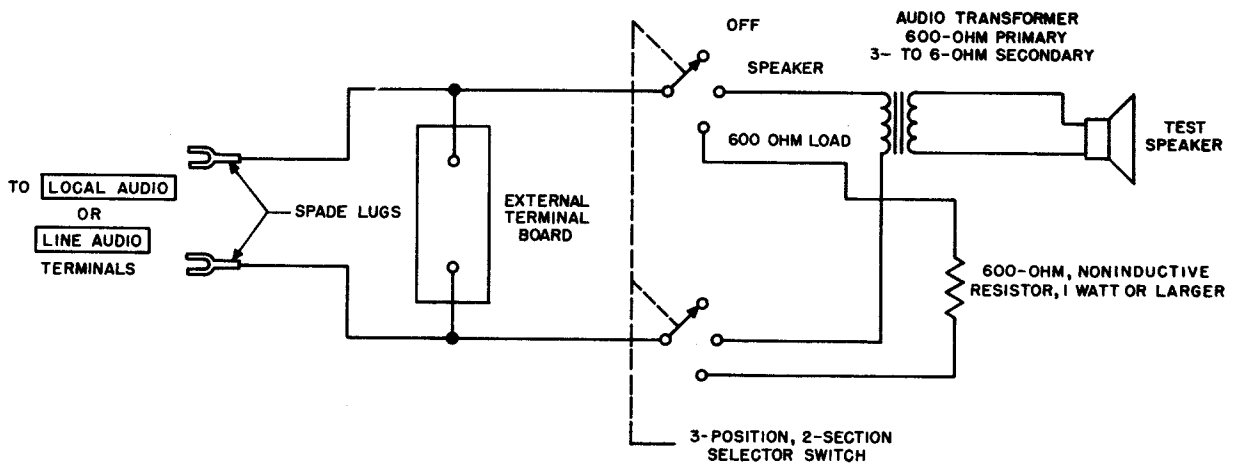 OFF
SPEAKER
600 OHM LOAD
AUDIO TRANSFORMER
600-OHM PRIMARY
3- TO 6-OHM SECONDARY
TEST
SPEAKER
TO LOCAL AUDIO
OR
LINE AUDIO
TERMINALS
SPADE LUGS
EXTERNAL
TERMINAL
BOARD
600-OHM, NONINDUCTIVE
RESISTOR, 1 WATT OR LARGER
3-POSITION, 2-SECTION
SELECTOR SWITCH